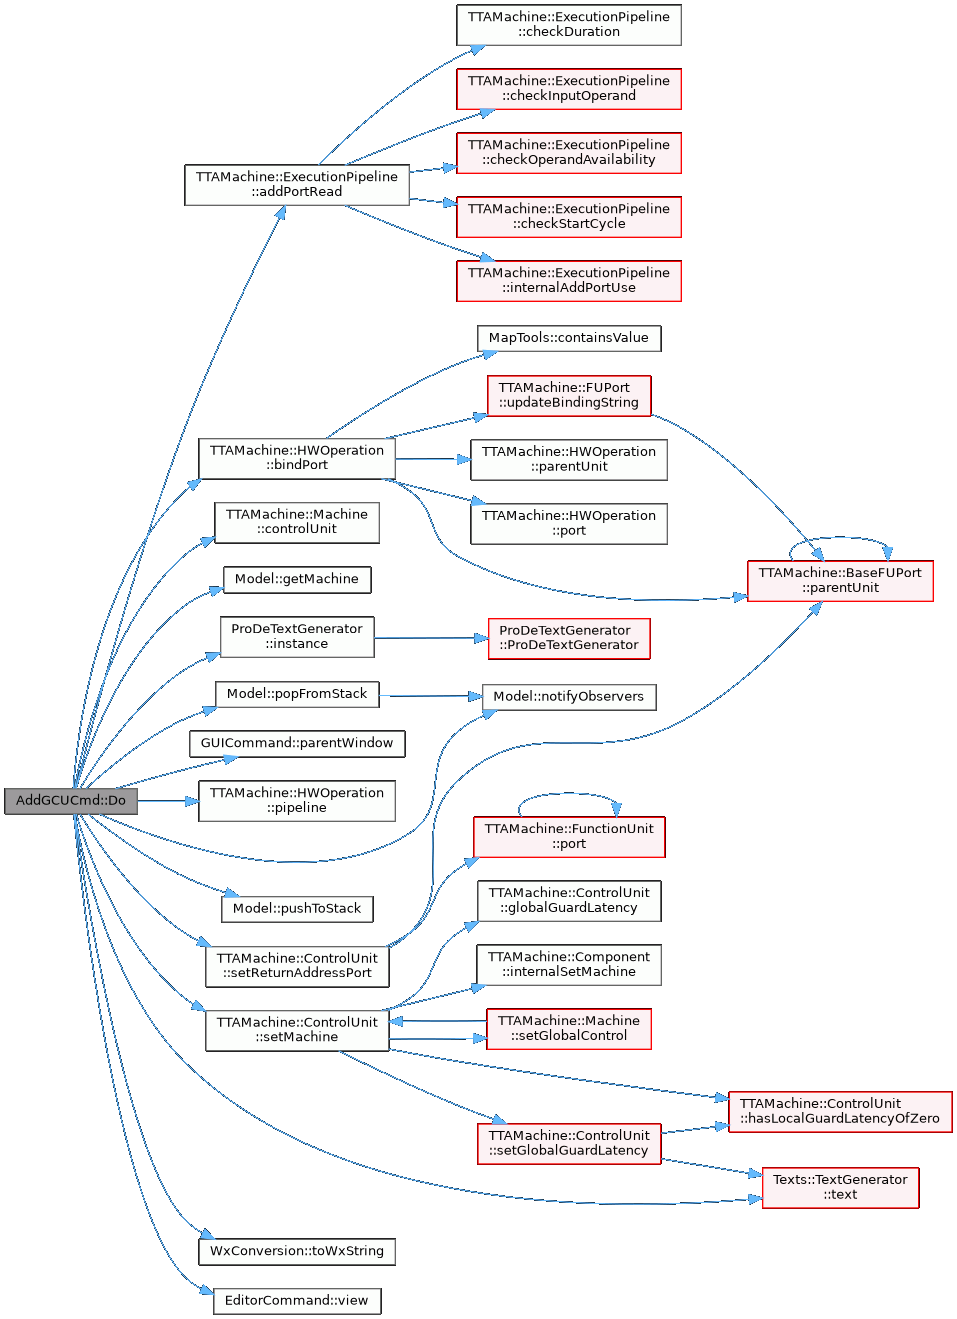 TTAMachine::ExecutionPipeline
::checkDuration
TTAMachine::ExecutionPipeline
::checkInputOperand
TTAMachine::ExecutionPipeline
::checkOperandAvailability
TTAMachine::ExecutionPipeline
::addPortRead
TTAMachine::ExecutionPipeline
::checkStartCycle
TTAMachine::ExecutionPipeline
::internalAddPortUse
MapTools::containsValue
TTAMachine::FUPort
::updateBindingString
TTAMachine::HWOperation
::bindPort
TTAMachine::HWOperation
::parentUnit
TTAMachine::Machine
::controlUnit
TTAMachine::HWOperation
::port
Model::getMachine
TTAMachine::BaseFUPort
::parentUnit
ProDeTextGenerator
::instance
ProDeTextGenerator
::ProDeTextGenerator
Model::popFromStack
Model::notifyObservers
GUICommand::parentWindow
AddGCUCmd::Do
TTAMachine::HWOperation
::pipeline
TTAMachine::FunctionUnit
::port
Model::pushToStack
TTAMachine::ControlUnit
::globalGuardLatency
TTAMachine::ControlUnit
::setReturnAddressPort
TTAMachine::Component
::internalSetMachine
TTAMachine::ControlUnit
::setMachine
TTAMachine::Machine
::setGlobalControl
TTAMachine::ControlUnit
::hasLocalGuardLatencyOfZero
TTAMachine::ControlUnit
::setGlobalGuardLatency
Texts::TextGenerator
::text
WxConversion::toWxString
EditorCommand::view